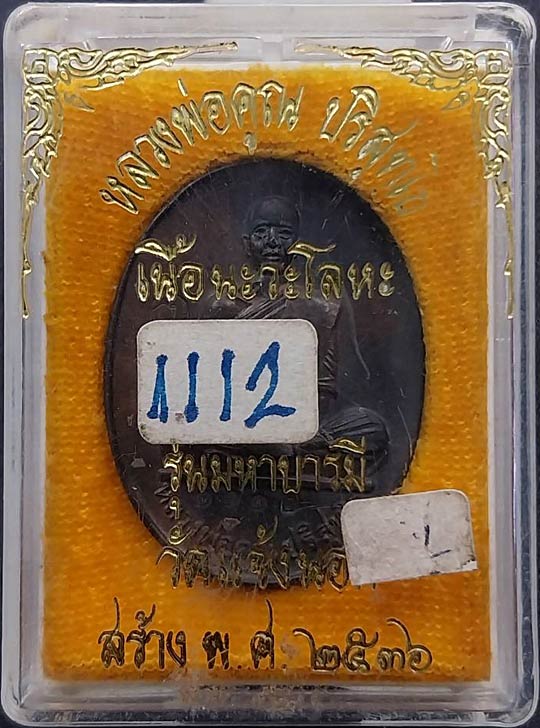 หลวงพ่อคูณ ปริสุทโธ
เนื้อนะวะโลหะ
1112
รุ่นมหาบารมี
วัดแจ้งนอก
สร้าง พ.ศ. ๒๕๓๖